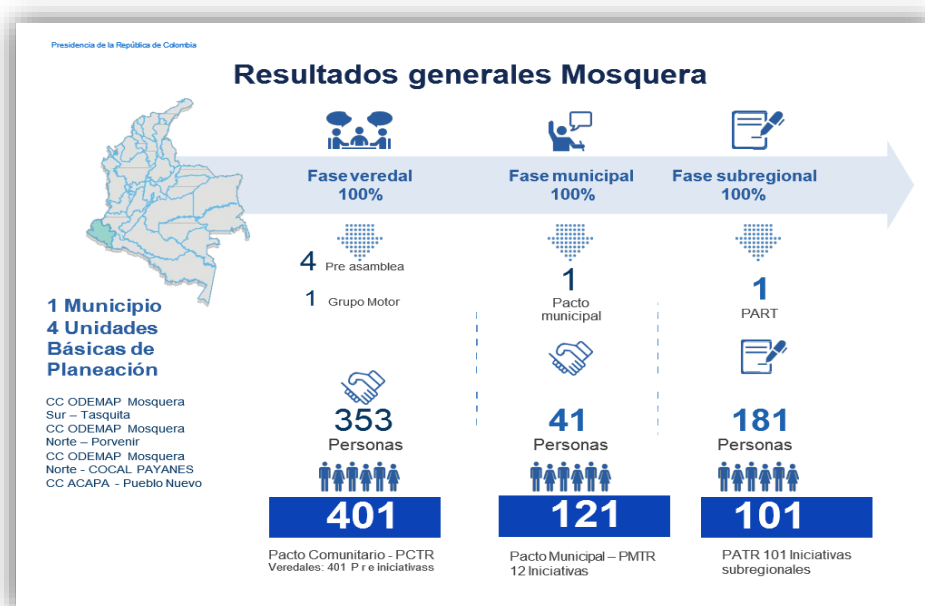 Presidencia de la República de Colombia
Resultados generales Mosquera
Fase veredal
100%
Fase municipal
100%
Fase subregional
100%
4 Pre asamblea
1 Grupo Motor
1
Pacto
municipal
1
PART
1 Municipio
4 Unidades
Básicas de
Planeación
CC ODEMAP Mosquera
Sur – Tasquita
CC ODEMAP Mosquera
Norte – Porvenir
CC ODEMAP Mosquera
Norte - COCAL PAYANES
CC ACAPA - Pueblo Nuevo
353
Personas
41
Personas
181
Personas
401
121
101
Pacto Comunitario - PCTR
Veredales: 401 P r e iniciativass
Pacto Municipal – PMTR
12 Iniciativas
PATR 101 Iniciativas
subregionales